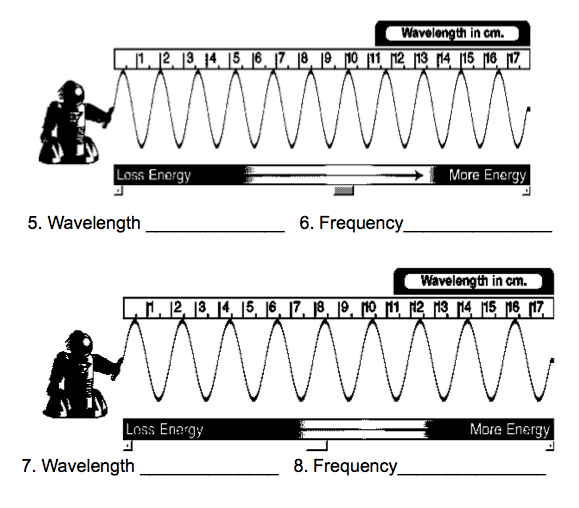 Wavelength in cm.
1 2 3 4 5 6 7 8 9 10 11 12 13 14 15 16 17
Less Energy More Energy
5. Wavelength ______________ 6. Frequency_______________
Wavelength in cm.
1 2 3 4 5 6 7 8 9 10 11 12 13 14 15 16 17
Less Energy More Energy
7. Wavelength ______________ 8. Frequency_______________